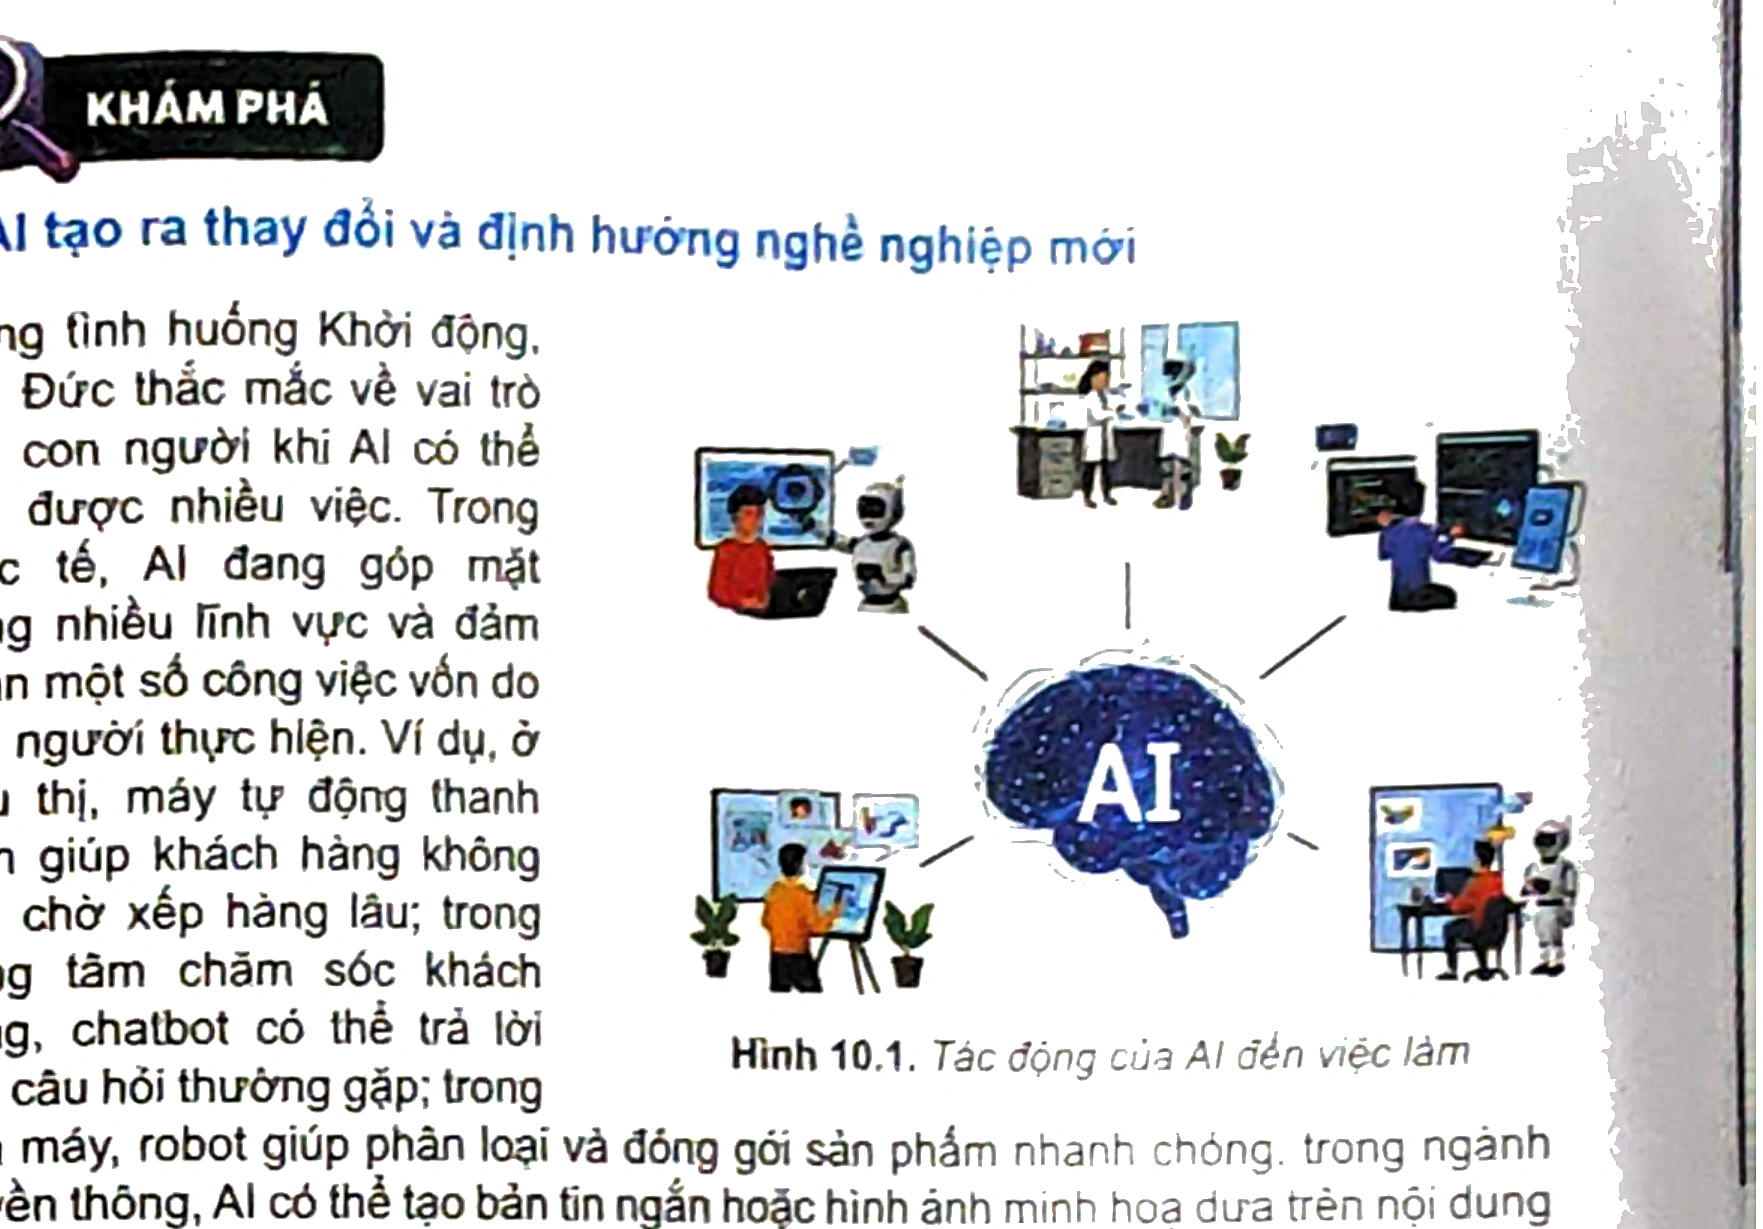 KHÁM PHÁ
AI tạo ra thay đổi và định hướng nghề nghiệp mới
tình huống Khởi động,
Đức thắc mắc về vai trò
con người khi AI có thể
được nhiều việc. Trong
tế, AI đang góp mặt
nhiều lĩnh vực và đảm
một số công việc vốn do
người thực hiện. Ví dụ, ở
thị, máy tự động thanh
giúp khách hàng không
chờ xếp hàng lâu; trong
tâm chăm sóc khách
chatbot có thể trả lời
câu hỏi thường gặp; trong
máy, robot giúp phân loại và đóng gói sản phẩm nhanh chóng. trong ngành
thông, AI có thể tạo bản tin ngắn hoặc hình ảnh minh hoạ dựa trên nội dung
AI
Hình 10.1. Tác động của AI đến việc làm